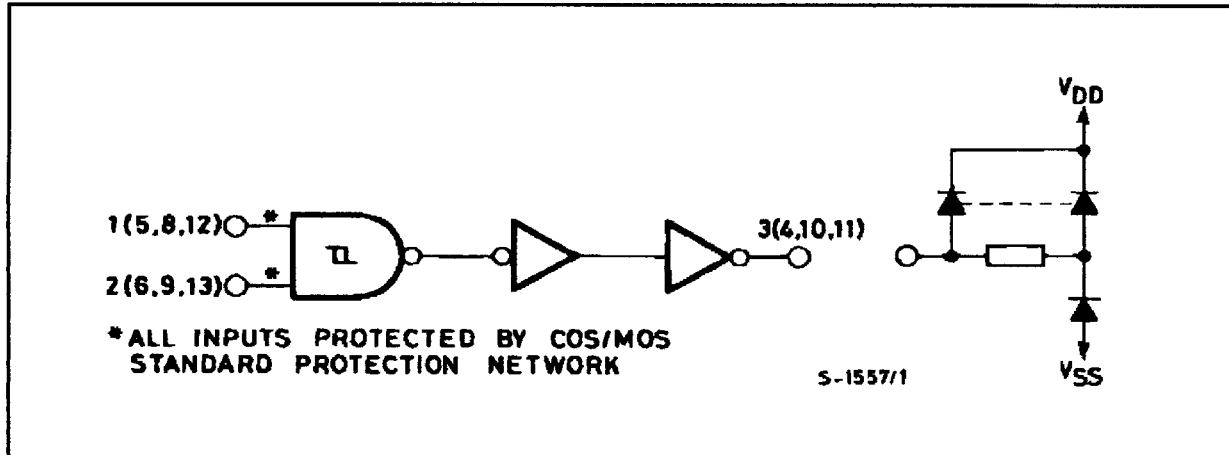 VDD
1(5,8,12)
*
3(4,10,11)
2(6,9,13)
*
*ALL INPUTS PROTECTED BY COS/MOS
STANDARD PROTECTION NETWORK
S-1557/1
VSS